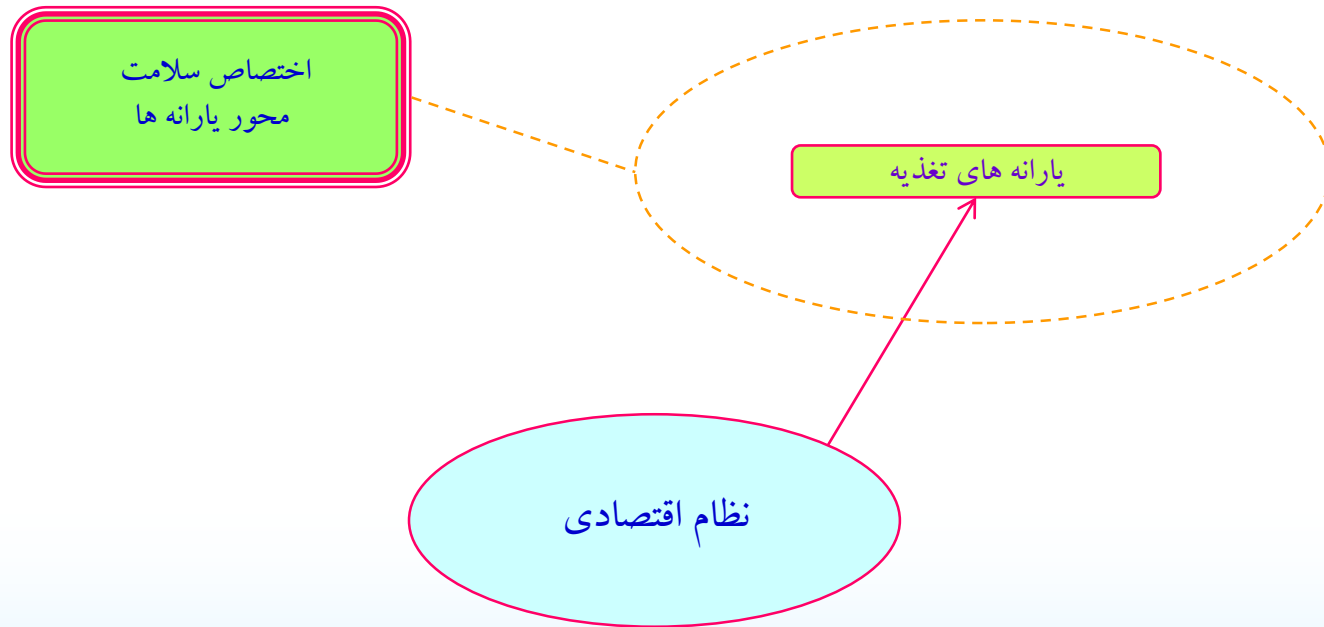 اختصاص سلامت
محور یارانه ها
یارانه های تغذیه
نظام اقتصادی